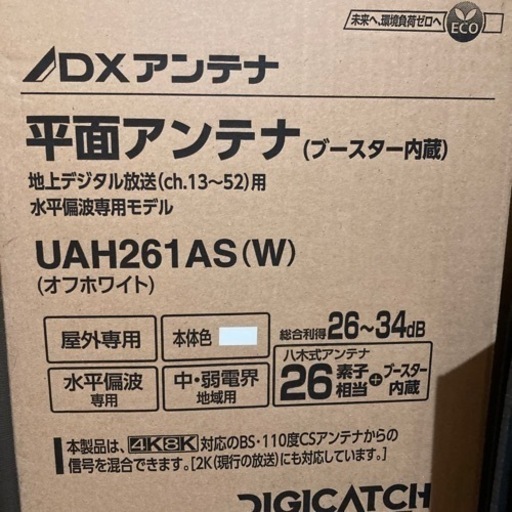 未来へ、環境負荷ゼロへ
ECO
DXアンテナ
平面アンテナ(ブースター内蔵)
地上デジタル放送(ch.13~52)用
水平偏波専用モデル
UAH261AS(W)
(オフホワイト)
屋外専用
本体色
総合利得26~34dB
水平偏波
専用
中・弱電界
地域用
八木式アンテナ
26素子相当+ブースター内蔵
本製品は、4K8K対応のBS・110度CSアンテナからの
信号を混合できます。[2K(現行の放送)にも対応しています。]
DIGICATCH